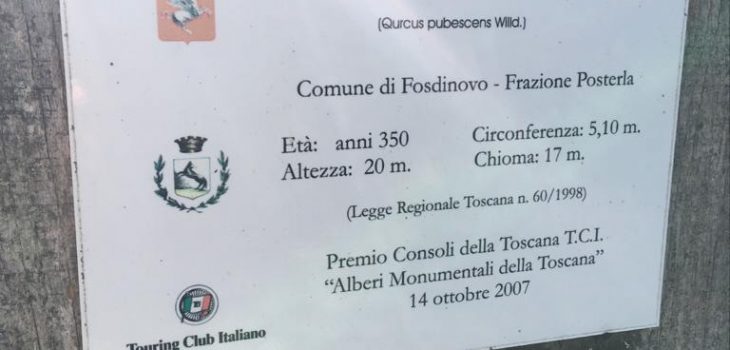 (Qurcus pubescens Willd.)
Comune di Fosdinovo - Frazione Posterla
Età: anni 350
Circonferenza: 5,10 m.
Altezza: 20 m.
Chioma: 17 m.
(Legge Regionale Toscana n. 60/1998)
Premio Consoli della Toscana T.C.I.
“Alberi Monumentali della Toscana”
14 ottobre 2007
Touring Club Italiano